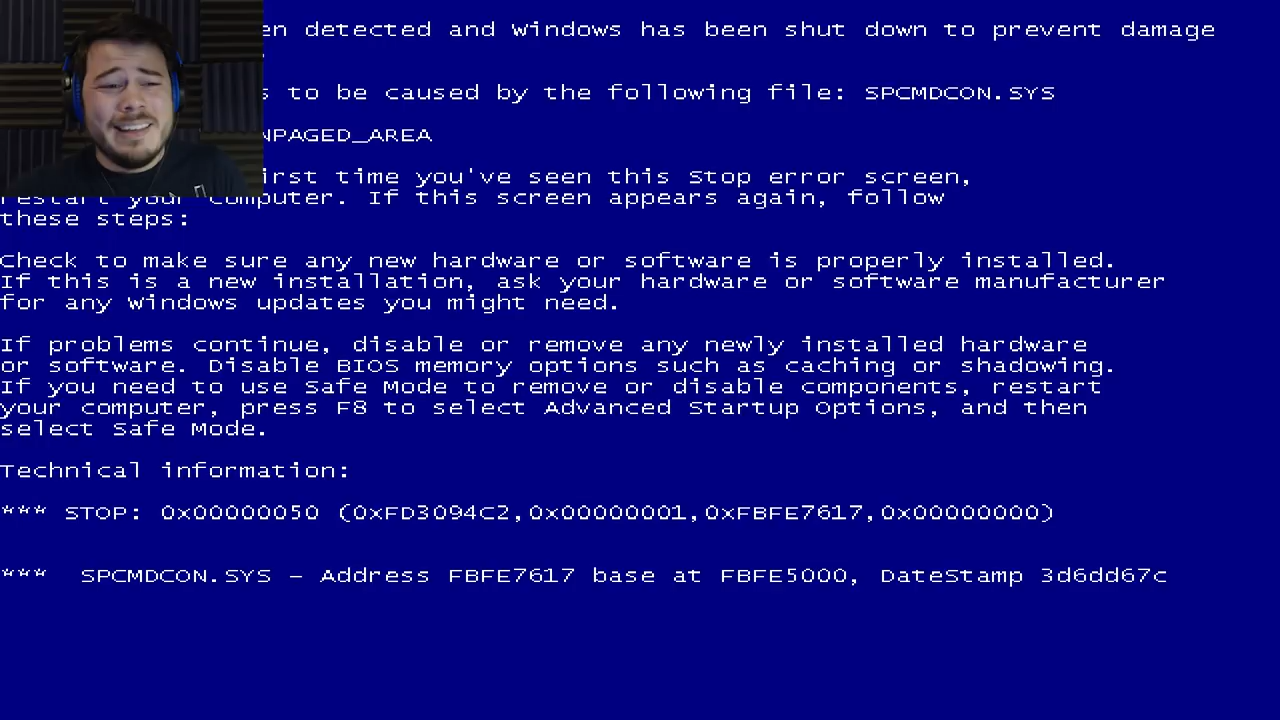 en detected and Windows has been shut down to prevent damage
s to be caused by the following file: SPCMDCON.SYS
NPAGED_AREA
irst time you've seen this Stop error screen,
restart your computer. If this screen appears again, follow
these steps:
Check to make sure any new hardware or software is properly installed.
If this is a new installation, ask your hardware or software manufacturer
for any Windows updates you might need.
If problems continue, disable or remove any newly installed hardware
or software. Disable BIOS memory options such as caching or shadowing.
If you need to use Safe Mode to remove or disable components, restart
your computer, press F8 to select Advanced Startup Options, and then
select Safe Mode.
Technical information:
*** STOP: 0x00000050 (0xFD3094C2,0x00000001,0xFBFE7617,0x00000000)
*** SPCMDCON.SYS - Address FBFE7617 base at FBFE5000, DateStamp 3d6dd67c